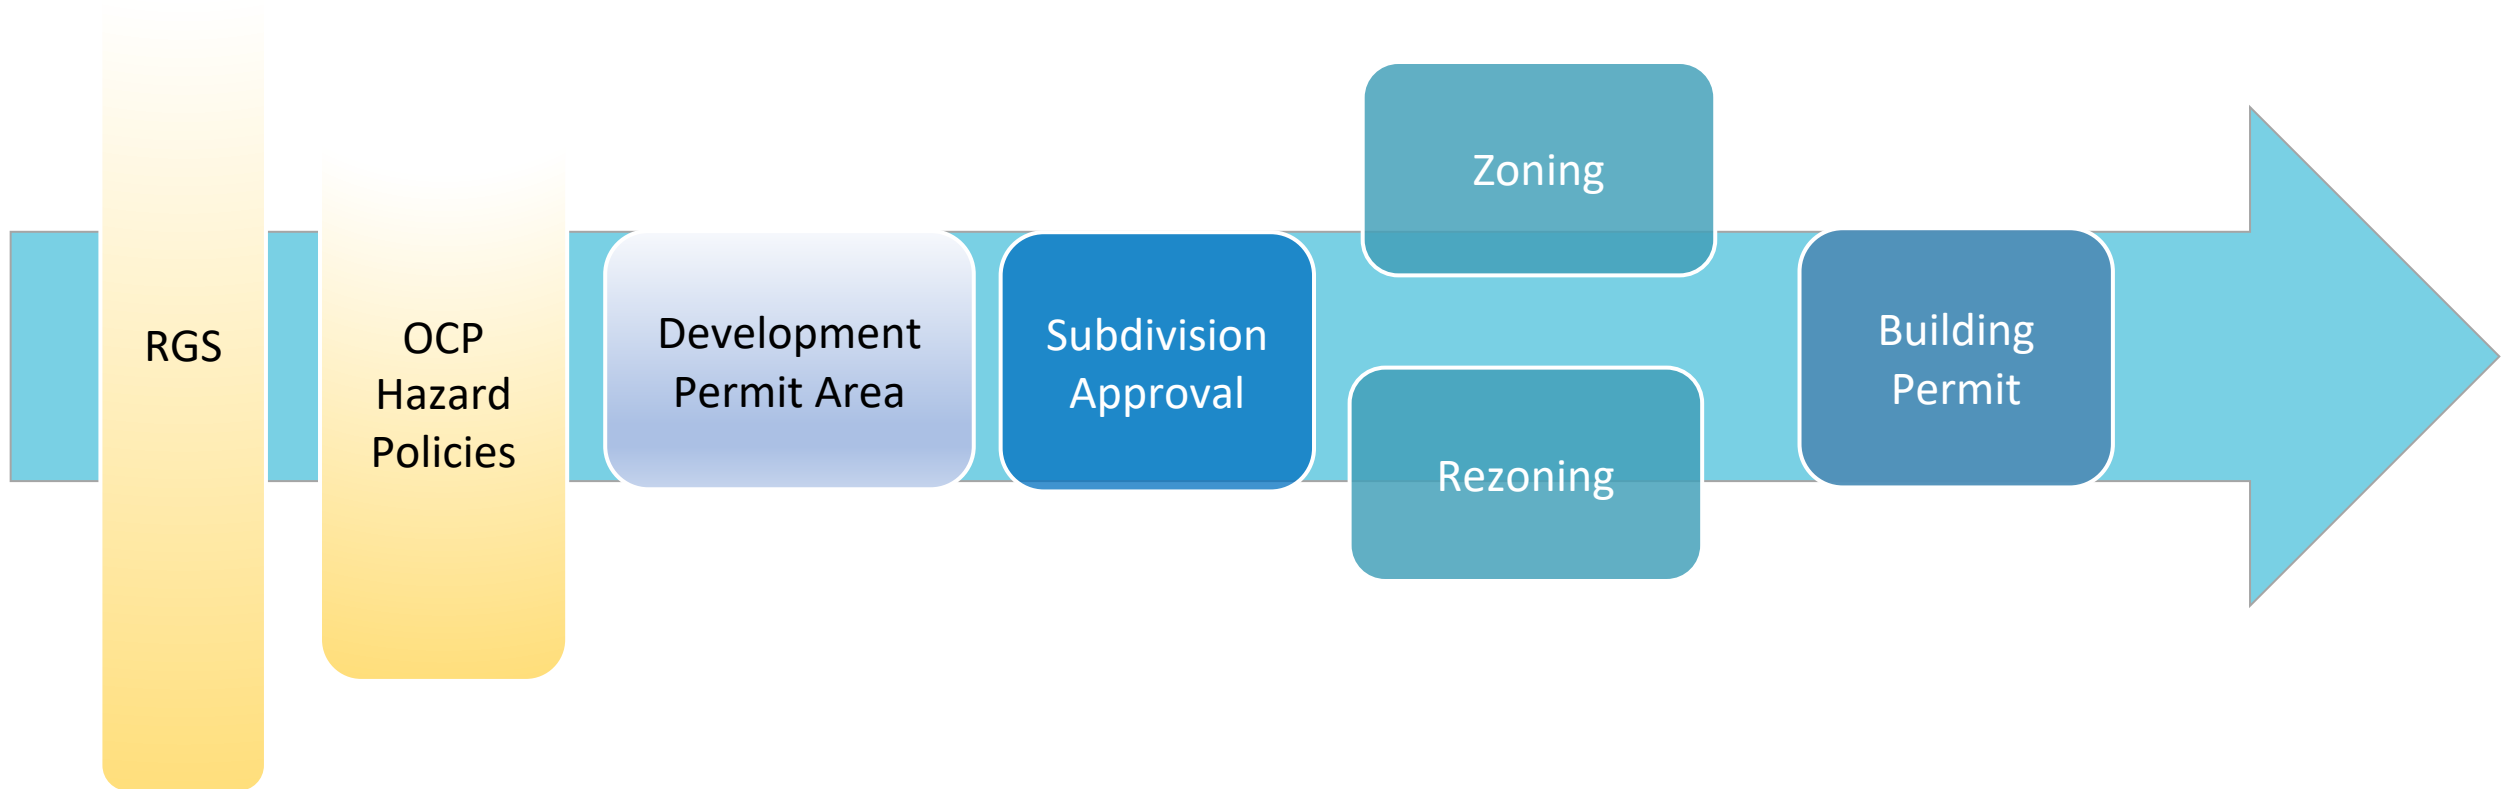 RGS
OCP
Hazard
Policies
Development
Permit Area
Subdivision
Approval
Zoning
Rezoning
Building
Permit